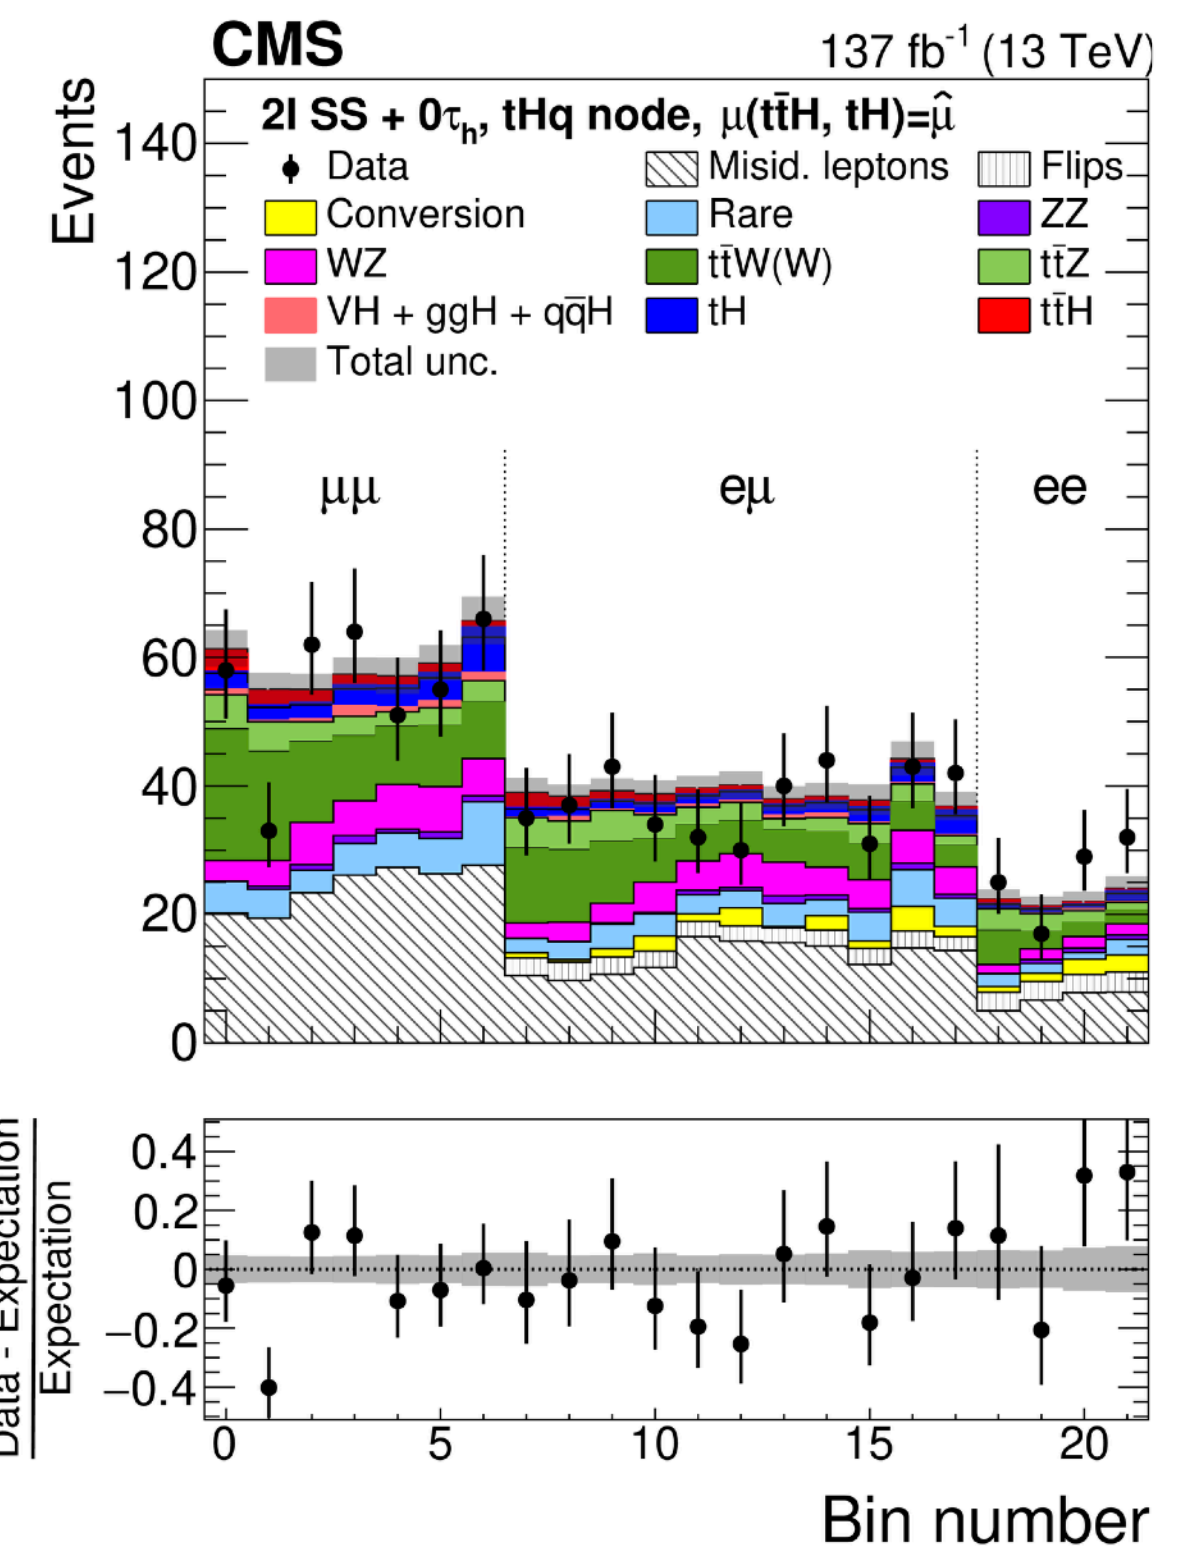 CMS 137 fb⁻¹ (13 TeV)
Events
2l SS + 0τh, tHq node, μ(tt̄H, tH)=μ̂
Data Misid. leptons Flips
Conversion Rare ZZ
WZ tt̄W(W) tt̄Z
VH + ggH + qq̄H tH tt̄H
Total unc.
140
120
100
80
60
40
20
0
μμ eμ ee
Data - Expectation
Expectation
0.4
0.2
0
−0.2
−0.4
0 5 10 15 20
Bin number